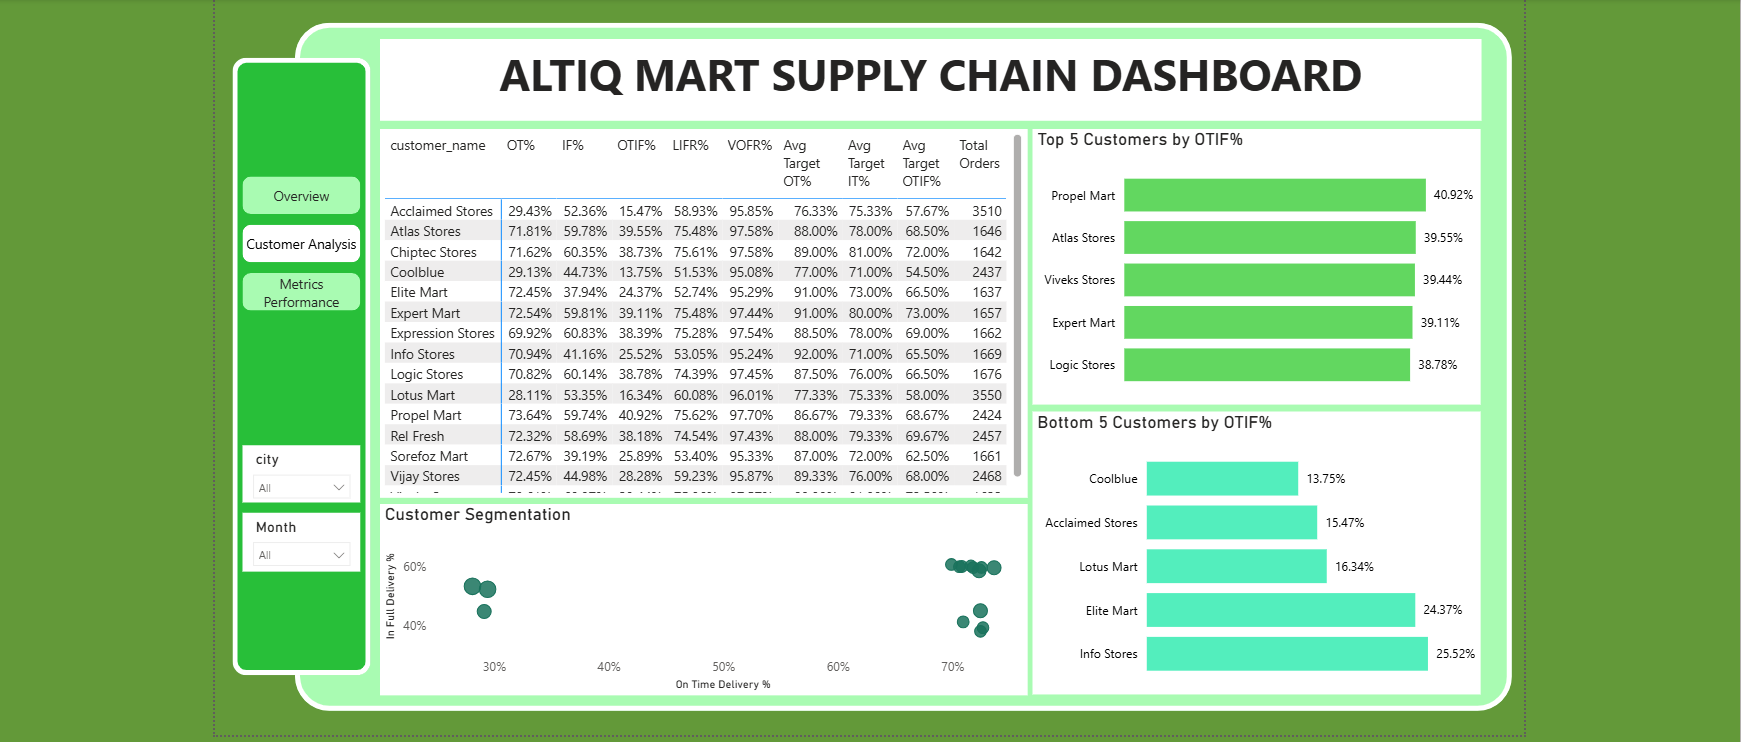 ALTIQ MART SUPPLY CHAIN DASHBOARD
Overview
Customer Analysis
Metrics
Performance
city
All
Month
All
customer_name OT% IF% OTIF% LIFR% VOFR% Avg Target OT% Avg Target IT% Avg Target OTIF% Total Orders
Acclaimed Stores 29.43% 52.36% 15.47% 58.93% 95.85% 76.33% 75.33% 57.67% 3510
Atlas Stores 71.81% 59.78% 39.55% 75.48% 97.58% 88.00% 78.00% 68.50% 1646
Chiptec Stores 71.62% 60.35% 38.73% 75.61% 97.58% 89.00% 81.00% 72.00% 1642
Coolblue 29.13% 44.73% 13.75% 51.53% 95.08% 77.00% 71.00% 54.50% 2437
Elite Mart 72.45% 37.94% 24.37% 52.74% 95.29% 91.00% 73.00% 66.50% 1637
Expert Mart 72.54% 59.81% 39.11% 75.48% 97.44% 91.00% 80.00% 73.00% 1657
Expression Stores 69.92% 60.83% 38.39% 75.28% 97.54% 88.50% 78.00% 69.00% 1662
Info Stores 70.94% 41.16% 25.52% 53.05% 95.24% 92.00% 71.00% 65.50% 1669
Logic Stores 70.82% 60.14% 38.78% 74.39% 97.45% 87.50% 76.00% 66.50% 1676
Lotus Mart 28.11% 53.35% 16.34% 60.08% 96.01% 77.33% 75.33% 58.00% 3550
Propel Mart 73.64% 59.74% 40.92% 75.62% 97.70% 86.67% 79.33% 68.67% 2424
Rel Fresh 72.32% 58.69% 38.18% 74.54% 97.43% 88.00% 79.33% 69.67% 2457
Sorefoz Mart 72.67% 39.19% 25.89% 53.40% 95.33% 87.00% 72.00% 62.50% 1661
Vijay Stores 72.45% 44.98% 28.28% 59.23% 95.87% 89.33% 76.00% 68.00% 2468
Customer Segmentation
In Full Delivery %
60%
40%
30% 40% 50% 60% 70%
On Time Delivery %
Top 5 Customers by OTIF%
Propel Mart 40.92%
Atlas Stores 39.55%
Viveks Stores 39.44%
Expert Mart 39.11%
Logic Stores 38.78%
Bottom 5 Customers by OTIF%
Coolblue 13.75%
Acclaimed Stores 15.47%
Lotus Mart 16.34%
Elite Mart 24.37%
Info Stores 25.52%